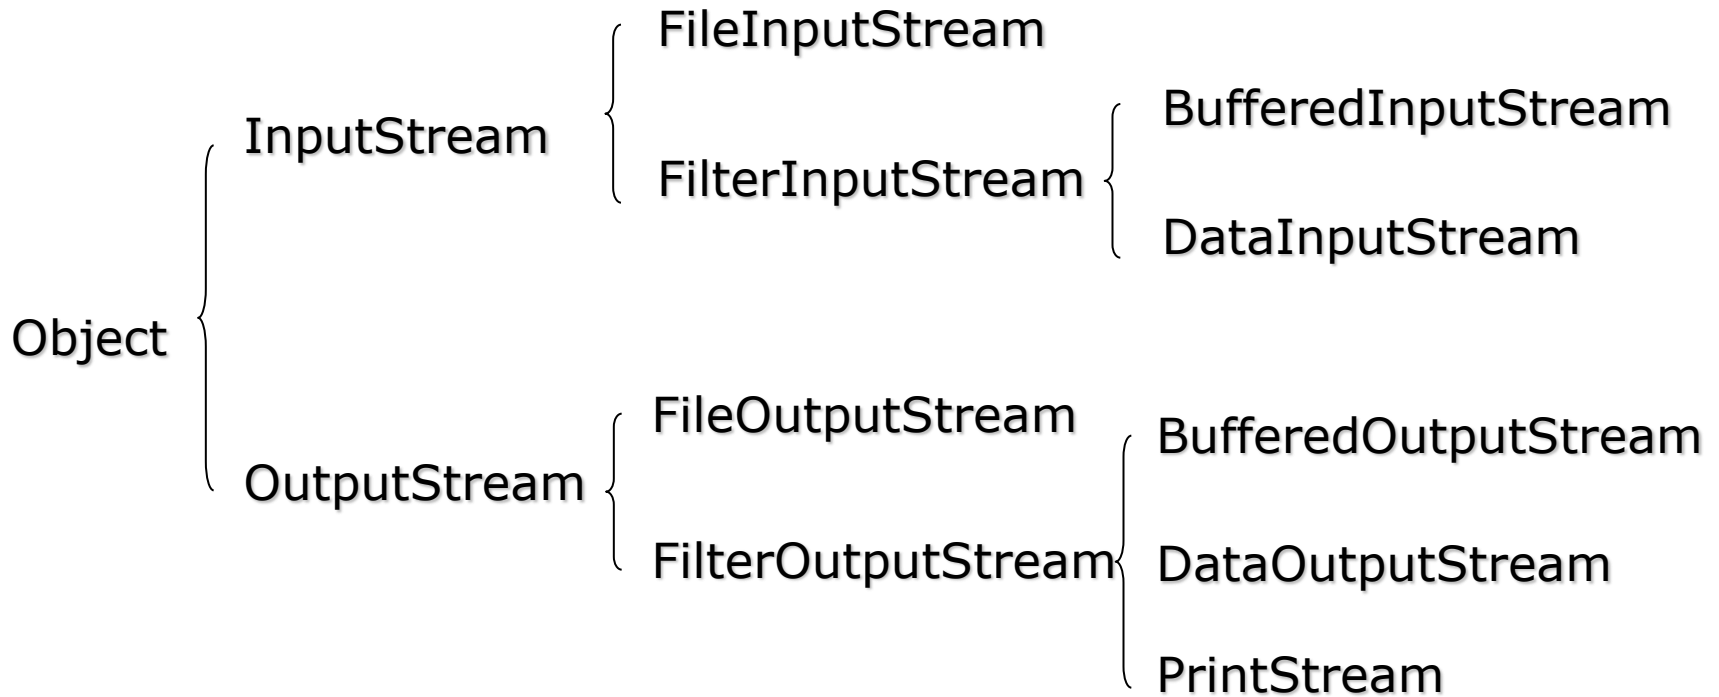 Object
InputStream
FileInputStream
FilterInputStream
BufferedInputStream
DataInputStream
OutputStream
FileOutputStream
FilterOutputStream
BufferedOutputStream
DataOutputStream
PrintStream